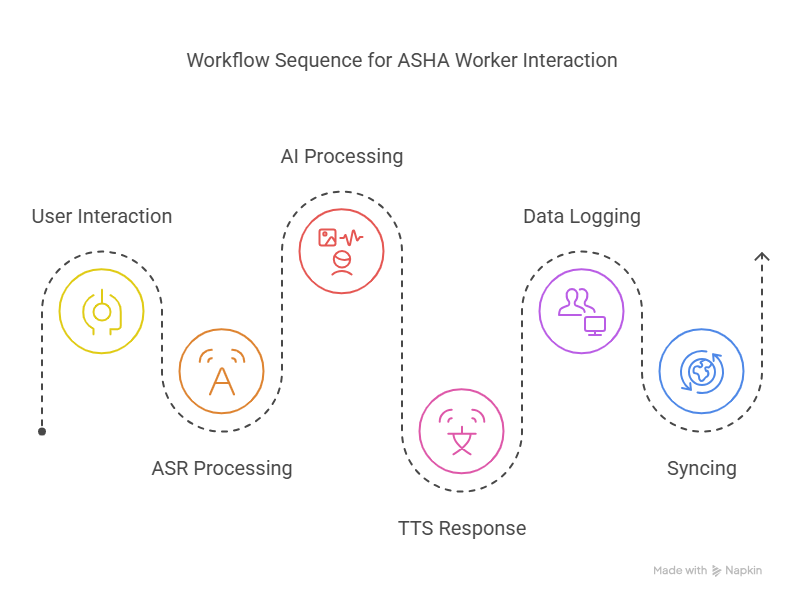 Workflow Sequence for ASHA Worker Interaction
AI Processing
User Interaction
Data Logging
A
文
ASR Processing
Syncing
TTS Response
Made with Napkin